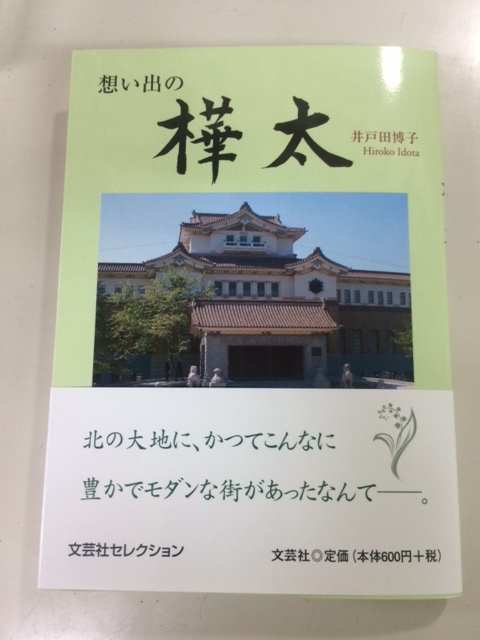 想い出の
樺太
井戸田博子
Hiroko Idota
北の大地に、かつてこんなに
豊かでモダンな街があったなんて――。
文芸社セレクション
文芸社◎定価(本体600円+税)